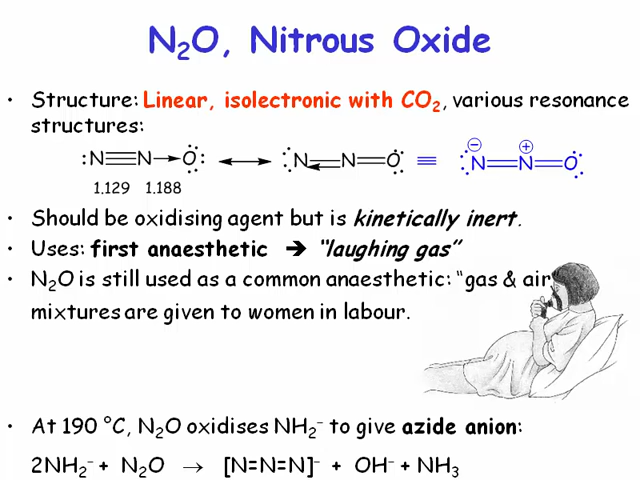 N₂O, Nitrous Oxide
• Structure: Linear, isolectronic with CO₂, various resonance
structures:
:N≡N→O: ↔ N=N=O ≡ N=N=O
⊖ ⊕
1.129 1.188
• Should be oxidising agent but is kinetically inert.
• Uses: first anaesthetic ➔ "laughing gas"
• N₂O is still used as a common anaesthetic: "gas & air
mixtures are given to women in labour.
• At 190 °C, N₂O oxidises NH₂⁻ to give azide anion:
2NH₂⁻ + N₂O → [N=N=N]⁻ + OH⁻ + NH₃